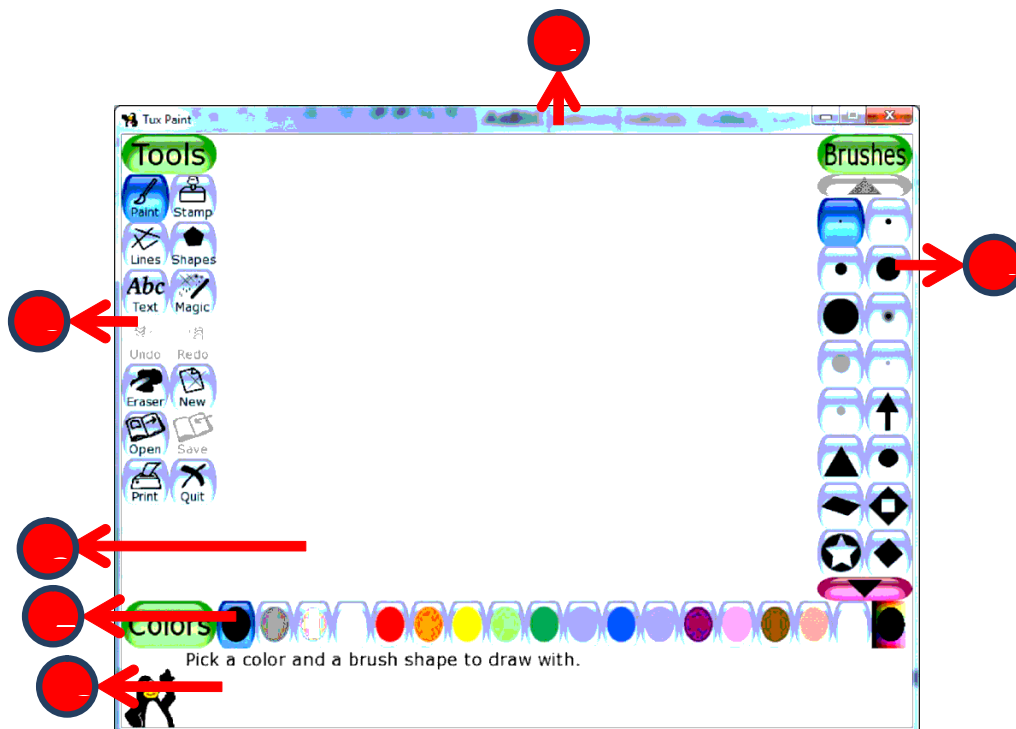 Tux Paint
Tools
Brushes
Paint Stamp
Lines Shapes
Abc
Text Magic
Undo Redo
Eraser New
Open Save
Print Quit
Colors
Pick a color and a brush shape to draw with.